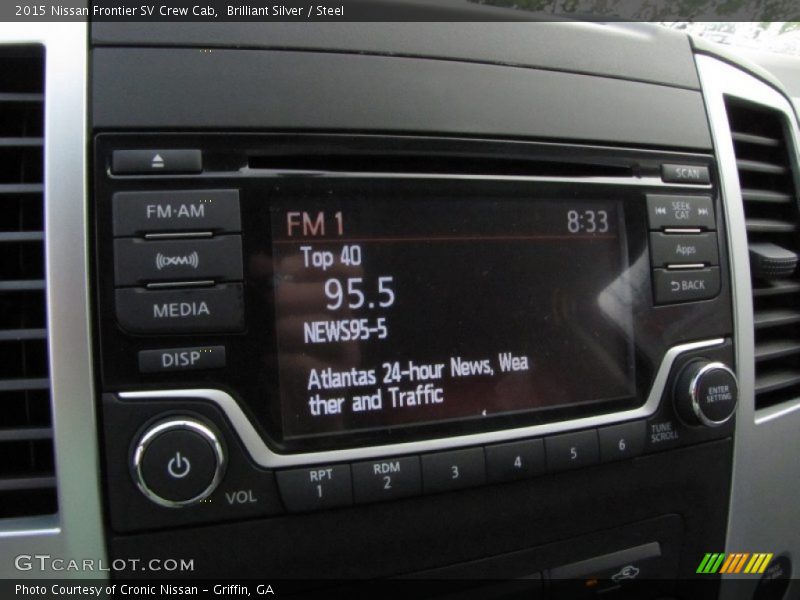 2015 Nissan Frontier SV Crew Cab, Brilliant Silver / Steel
SCAN
FM·AM
SEEK
CAT
FM 1
8:33
Top 40
Apps
(XM)
95.5
BACK
MEDIA
NEWS95-5
DISP
Atlantas 24-hour News, Wea
ther and Traffic
ENTER
SETTING
TUNE
SCROLL
VOL
RPT
1
RDM
2
3
4
5
6
GTCARLOT.COM
Photo Courtesy of Cronic Nissan - Griffin, GA